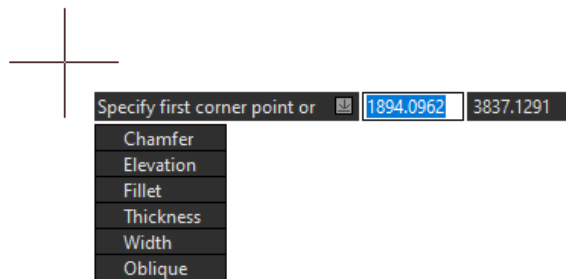 Specify first corner point or 1894.0962 3837.1291
Chamfer
Elevation
Fillet
Thickness
Width
Oblique